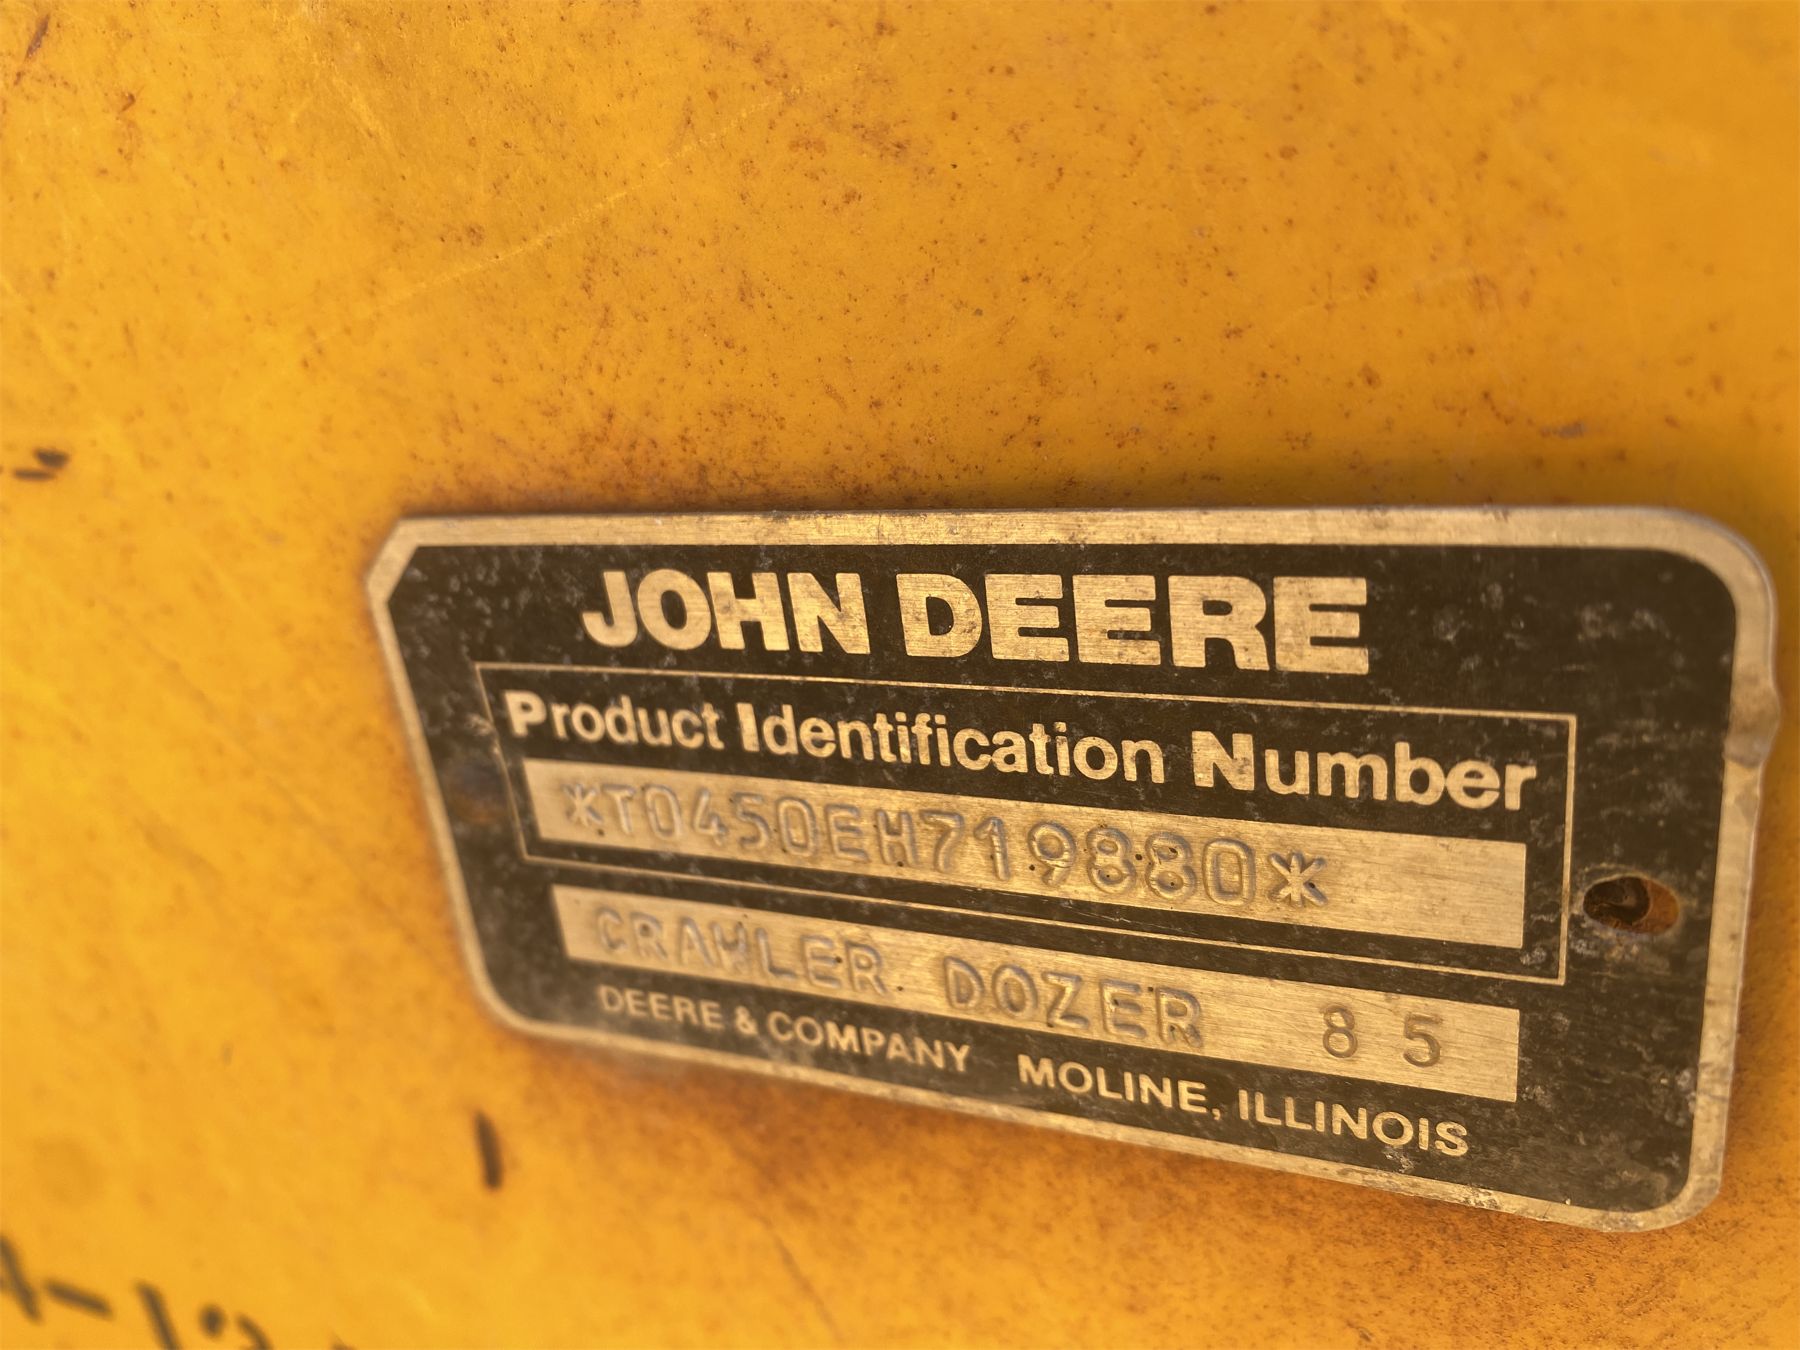 JOHN DEERE
Product Identification Number
*T0450EH719880*
CRAWLER DOZER 85
DEERE & COMPANY MOLINE, ILLINOIS